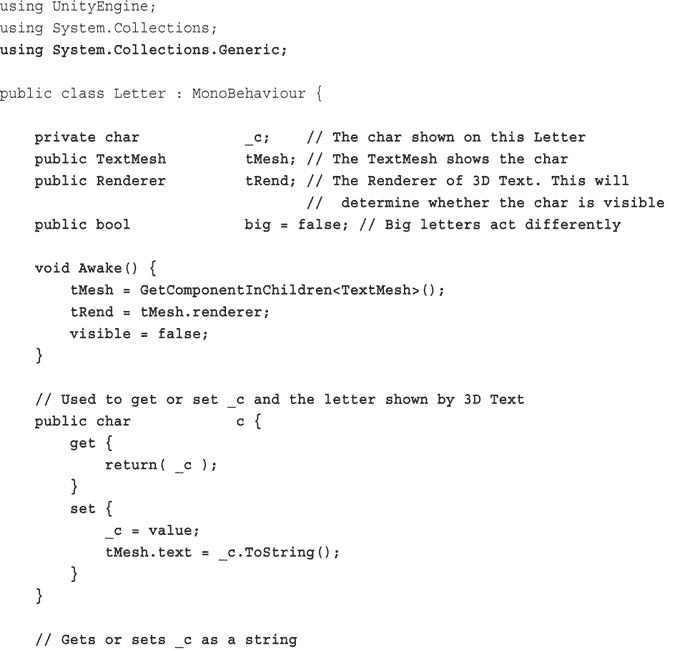 using UnityEngine;
using System.Collections;
using System.Collections.Generic;
public class Letter : MonoBehaviour {
private char _c; // The char shown on this Letter
public TextMesh tMesh; // The TextMesh shows the char
public Renderer tRend; // The Renderer of 3D Text. This will
// determine whether the char is visible
public bool big = false; // Big letters act differently
void Awake() {
tMesh = GetComponentInChildren<TextMesh>();
tRend = tMesh.renderer;
visible = false;
}
// Used to get or set _c and the letter shown by 3D Text
public char c {
get {
return( _c );
}
set {
_c = value;
tMesh.text = _c.ToString();
}
}
// Gets or sets _c as a string